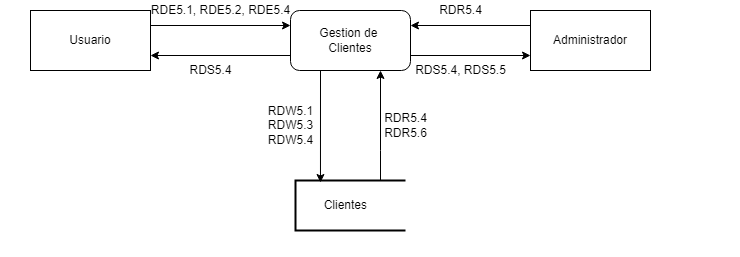 RDE5.1, RDE5.2, RDE5.4
RDR5.4
Usuario
Gestion de
Clientes
Administrador
RDS5.4
RDS5.4, RDS5.5
RDW5.1
RDW5.3
RDW5.4
RDR5.4
RDR5.6
Clientes